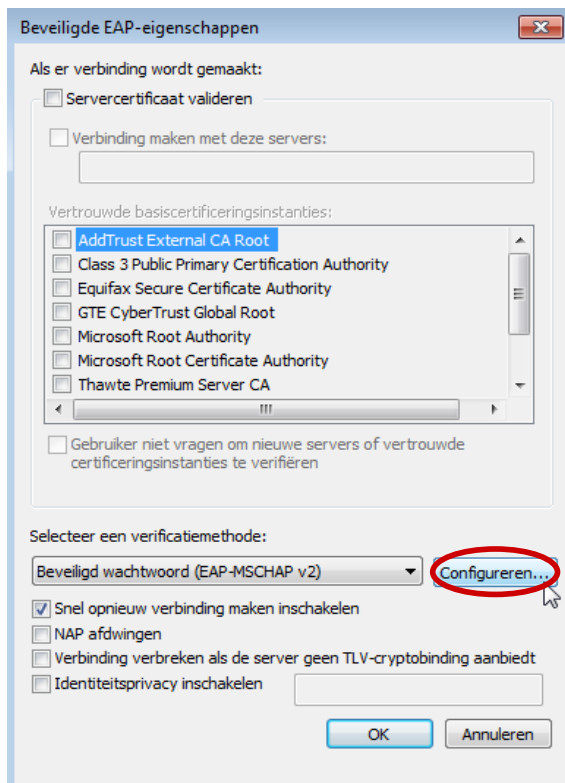 Beveiligde EAP-eigenschappen
Als er verbinding wordt gemaakt:
Servercertificaat valideren
Verbinding maken met deze servers:
Vertrouwde basiscertificeringsinstanties:
AddTrust External CA Root
Class 3 Public Primary Certification Authority
Equifax Secure Certificate Authority
GTE CyberTrust Global Root
Microsoft Root Authority
Microsoft Root Certificate Authority
Thawte Premium Server CA
Gebruiker niet vragen om nieuwe servers of vertrouwde
certificeringsinstanties te verifiëren
Selecteer een verificatiemethode:
Beveiligd wachtwoord (EAP-MSCHAP v2) Configureren...
Snel opnieuw verbinding maken inschakelen
NAP afdwingen
Verbinding verbreken als de server geen TLV-cryptobinding aanbiedt
Identiteitsprivacy inschakelen
OK Annuleren